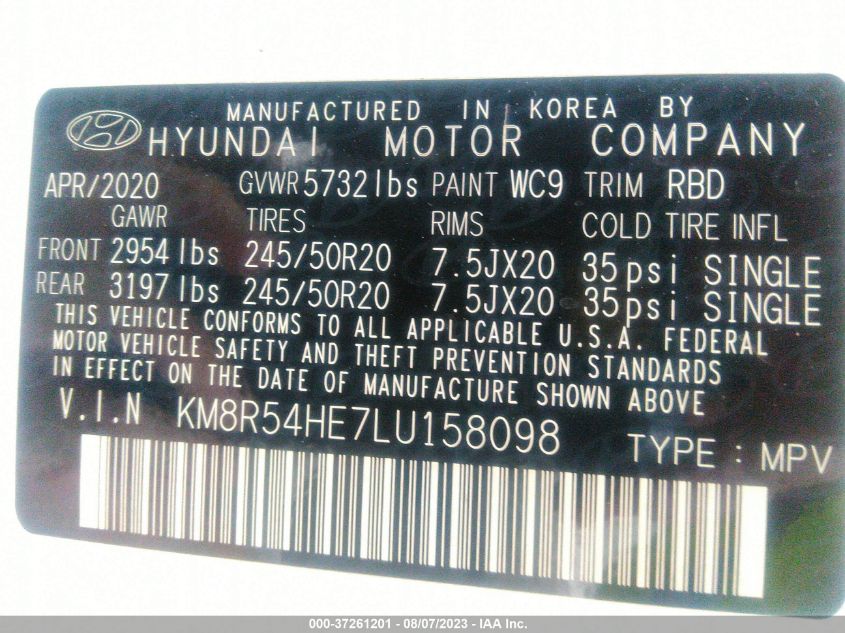 MANUFACTURED IN KOREA BY
HYUNDAI MOTOR COMPANY
APR/2020 GVWR 5732 lbs PAINT WC9 TRIM RBD
GAWR TIRES RIMS COLD TIRE INFL
FRONT 2954 lbs 245/50R20 7.5JX20 35psi SINGLE
REAR 3197 lbs 245/50R20 7.5JX20 35psi SINGLE
THIS VEHICLE CONFORMS TO ALL APPLICABLE U.S.A. FEDERAL
MOTOR VEHICLE SAFETY AND THEFT PREVENTION STANDARDS
IN EFFECT ON THE DATE OF MANUFACTURE SHOWN ABOVE
V.I.N KM8R54HE7LU158098 TYPE : MPV
000-37261201 - 08/07/2023 - IAA Inc.